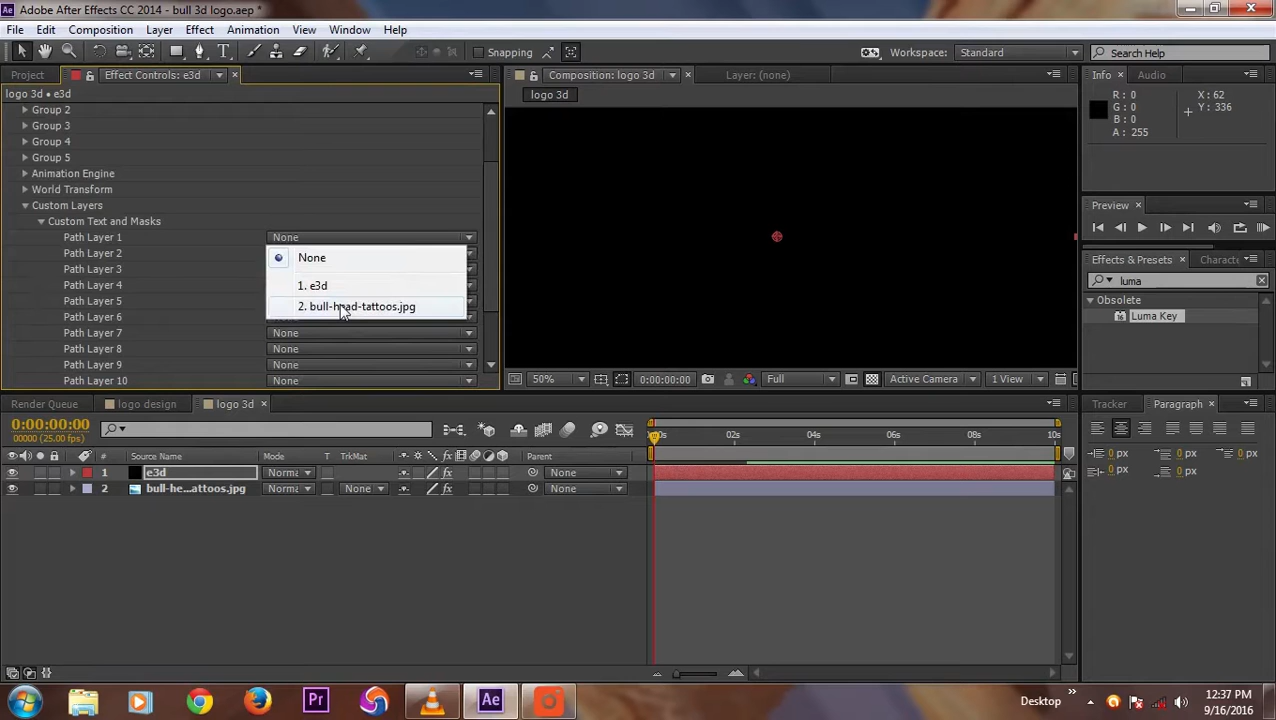 Adobe After Effects CC 2014 - bull 3d logo.aep *
File Edit Composition Layer Effect Animation View Window Help
Snapping
Workspace: Standard
Search Help
Project
Effect Controls: e3d
Composition: logo 3d
Layer: (none)
Info
Audio
logo 3d • e3d
logo 3d
R : 0
G : 0
B : 0
A : 255
X : 62
Y : 336
Group 2
Group 3
Group 4
Group 5
Animation Engine
World Transform
Custom Layers
Custom Text and Masks
Path Layer 1 None
Path Layer 2
Path Layer 3
Path Layer 4
Path Layer 5
Path Layer 6
Path Layer 7 None
Path Layer 8 None
Path Layer 9 None
Path Layer 10 None
None
1. e3d
2. bull-head-tattoos.jpg
Preview
Effects & Presets
luma
Obsolete
Luma Key
50%
0:00:00:00
Full
Active Camera
1 View
Render Queue
logo design
logo 3d
Tracker
Paragraph
0:00:00:00
00000 (25.00 fps)
02s
04s
06s
08s
10s
# Source Name Mode T TrkMat Parent
1 e3d None
2 bull-he...attoos.jpg None None
0 px
0 px
0 px
0 px
0 px
Desktop
12:37 PM
9/16/2016